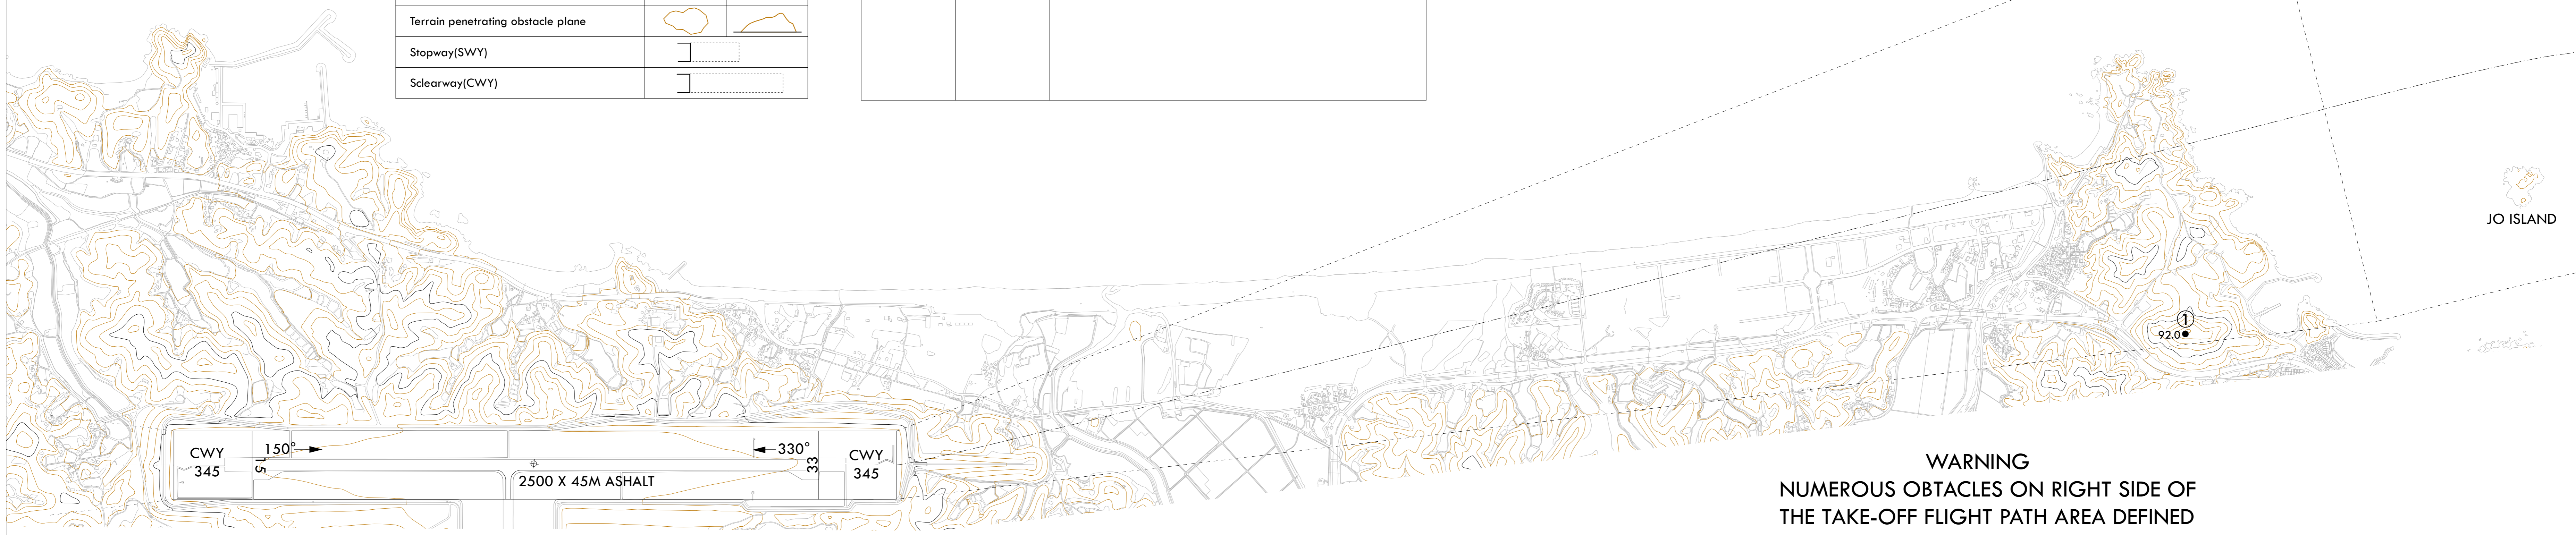 Terrain penetrating obstacle plane
Stopway(SWY)
Sclearway(CWY)
JO ISLAND
1
92.0
CWY
345
15
150°
2500 X 45M ASHALT
330°
33
CWY
345
WARNING
NUMEROUS OBTACLES ON RIGHT SIDE OF
THE TAKE-OFF FLIGHT PATH AREA DEFINED